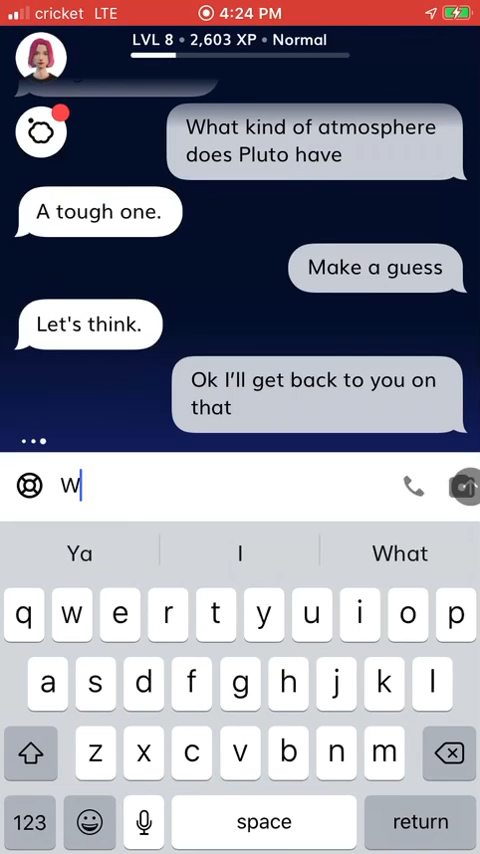 cricket LTE 4:24 PM
LVL 8 • 2,603 XP • Normal
What kind of atmosphere
does Pluto have
A tough one.
Make a guess
Let's think.
Ok I'll get back to you on
that
W
Ya I What
q w e r t y u i o p
a s d f g h j k l
z x c v b n m
123 space return